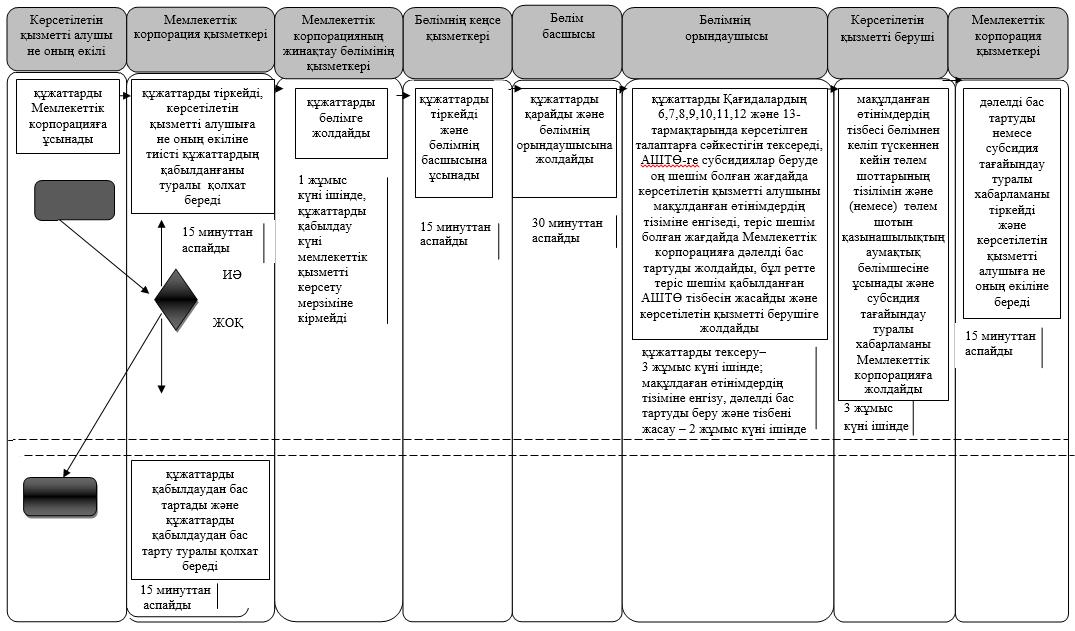 Көрсетілетін
қызметті алушы
не оның өкілі
Мемлекеттік
корпорация қызметкері
Мемлекеттік
корпорацияның
жинақтау бөлімінің
қызметкері
Бөлімнің кеңсе
қызметкері
Бөлім
басшысы
Бөлімнің
орындаушысы
Көрсетілетін
қызметті беруші
Мемлекеттік
корпорация
қызметкері
құжаттарды
Мемлекеттік
корпорацияға
ұсынады
құжаттарды тіркейді,
көрсетілетін
қызметті алушыға
не оның өкіліне
тиісті құжаттардың
қабылданғаны
туралы қолхат
береді
15 минуттан
аспайды
ИӘ
ЖОҚ
құжаттарды
қабылдаудан бас
тартады және
құжаттарды
қабылдаудан бас
тарту туралы қолхат
береді
15 минуттан
аспайды
құжаттарды
бөлімге
жолдайды
1 жұмыс
күні ішінде,
құжаттарды
қабылдау
күні
мемлекеттік
қызметті
көрсету
мерзіміне
кірмейді
құжаттарды
тіркейді
және
бөлімнің
басшысына
ұсынады
15 минуттан
аспайды
құжаттарды
қарайды және
бөлімнің
орындаушысына
жолдайды
30 минуттан
аспайды
құжаттарды Қағидалардың
6,7,8,9,10,11,12 және 13-
тармақтарында көрсетілген
талаптарға сәйкестігін тексереді,
АШТӨ-ге субсидиялар беруде
оң шешім болған жағдайда
көрсетілетін қызметті алушыны
мақұлданған өтінімдердің
тізіміне енгізеді, теріс шешім
болған жағдайда Мемлекеттік
корпорацияға дәлелді бас
тартуды жолдайды, бұл ретте
теріс шешім қабылданған
АШТӨ тізбесін жасайды және
көрсетілетін қызметті берушіге
жолдайды
құжаттарды тексеру–
3 жұмыс күні ішінде;
мақұлдаған өтінімдердің
тізіміне енгізу, дәлелді бас
тартуды беру және тізбені
жасау – 2 жұмыс күні ішінде
мақұлданған
өтінімдердің
тізбесі бөлімнен
келіп түскеннен
кейін төлем
шоттарының
тізілімін және
(немесе) төлем
шотын
қазынашылықтың
аумақтық
бөлімшесіне
ұсынады және
субсидия
тағайындау
туралы
хабарламаны
Мемлекеттік
корпорацияға
жолдайды
3 жұмыс
күні ішінде
дәлелді бас
тартуды
немесе
субсидия
тағайындау
туралы
хабарламаны
тіркейді
және
көрсетілетін
қызметті
алушыға не
оның өкіліне
береді
15 минуттан
аспайды